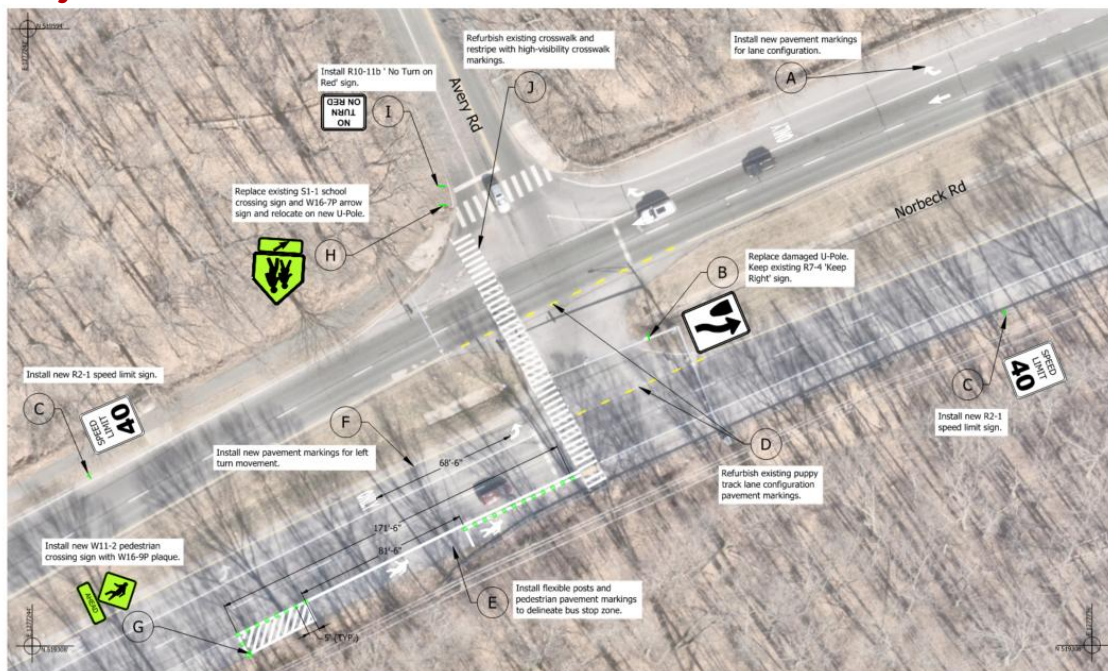 Refurbish existing crosswalk and
restripe with high-visibility crosswalk
markings.
J
Install new pavement markings
for lane configuration.
A
Install R10-11b ' No Turn on
Red' sign.
NO
TURN
ON RED
I
Avery Rd
ONLY
Replace existing S1-1 school
crossing sign and W16-7P arrow
sign and relocate on new U-Pole.
H
Norbeck Rd
Replace damaged U-Pole.
Keep existing R7-4 'Keep
Right' sign.
B
Install new R2-1 speed limit sign.
C
SPEED
LIMIT
40
SPEED
LIMIT
40
C
Install new R2-1
speed limit sign.
F
Install new pavement markings for left
turn movement.
68'-6"
D
Refurbish existing puppy
track lane configuration
pavement markings.
171'-6"
81'-6"
Install new W11-2 pedestrian
crossing sign with W16-9P plaque.
AHEAD
G
5' (TYP.)
E
Install flexible posts and
pedestrian pavement markings
to delineate bus stop zone.